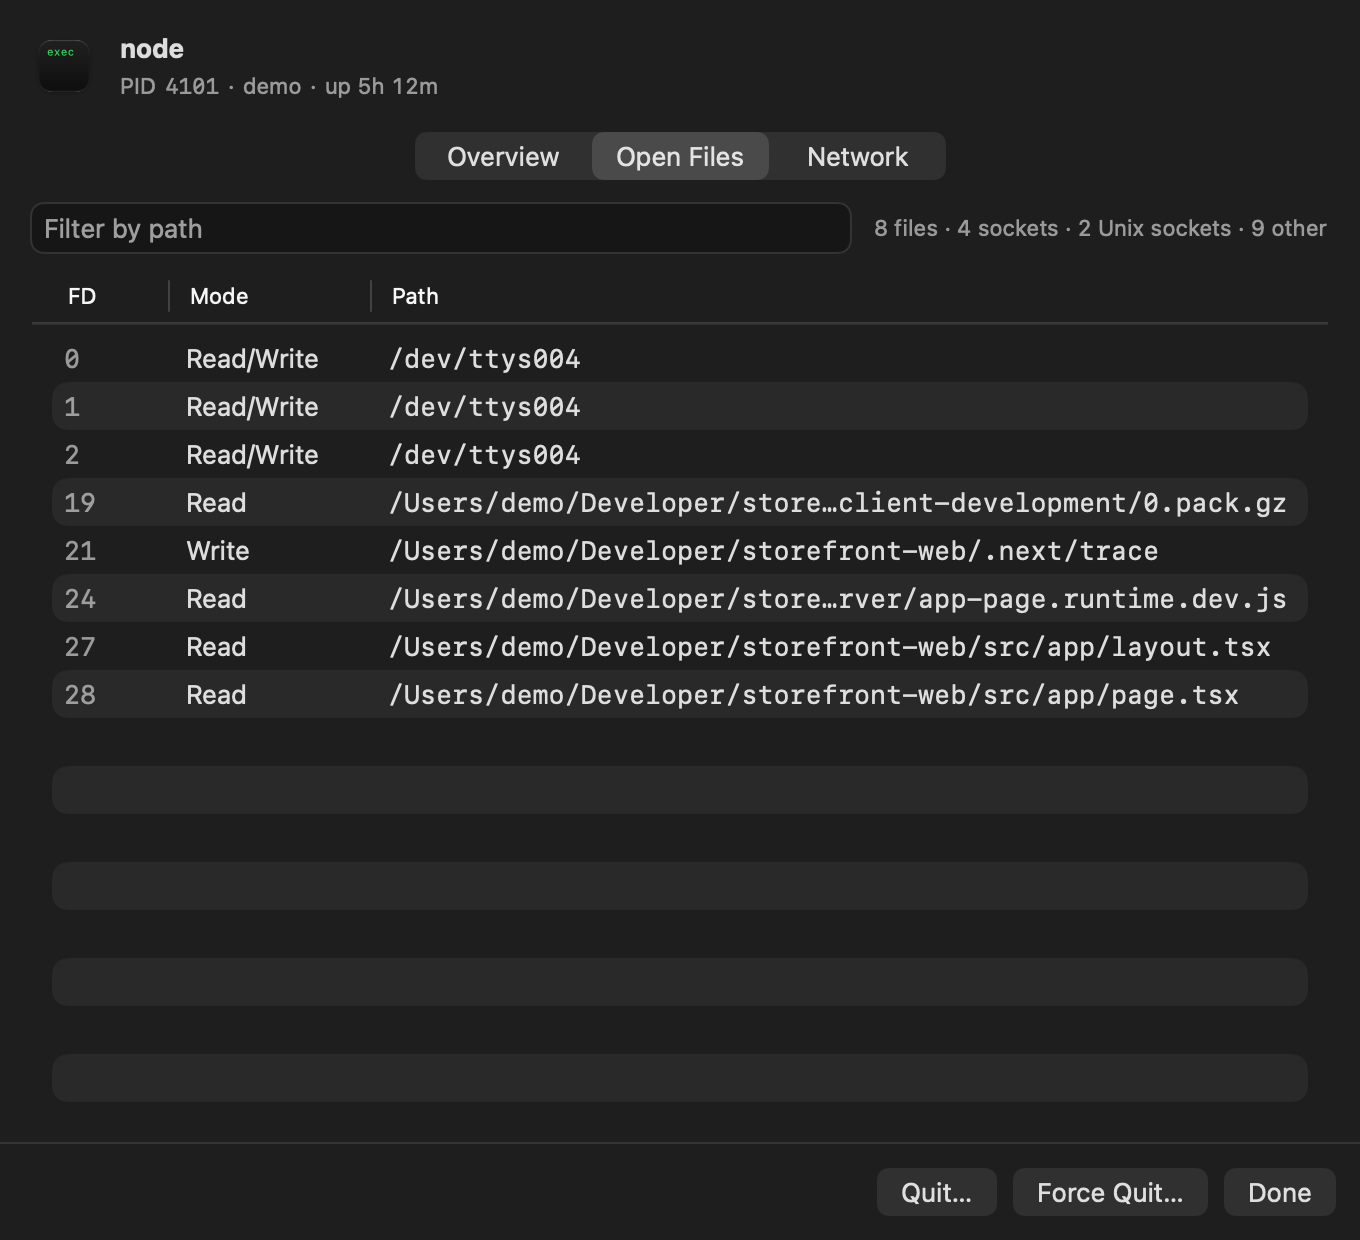 exec
node
PID 4101 · demo · up 5h 12m
Overview Open Files Network
Filter by path 8 files · 4 sockets · 2 Unix sockets · 9 other
FD Mode Path
0 Read/Write /dev/ttys004
1 Read/Write /dev/ttys004
2 Read/Write /dev/ttys004
19 Read /Users/demo/Developer/store…client-development/0.pack.gz
21 Write /Users/demo/Developer/storefront-web/.next/trace
24 Read /Users/demo/Developer/store…rver/app-page.runtime.dev.js
27 Read /Users/demo/Developer/storefront-web/src/app/layout.tsx
28 Read /Users/demo/Developer/storefront-web/src/app/page.tsx
Quit… Force Quit… Done